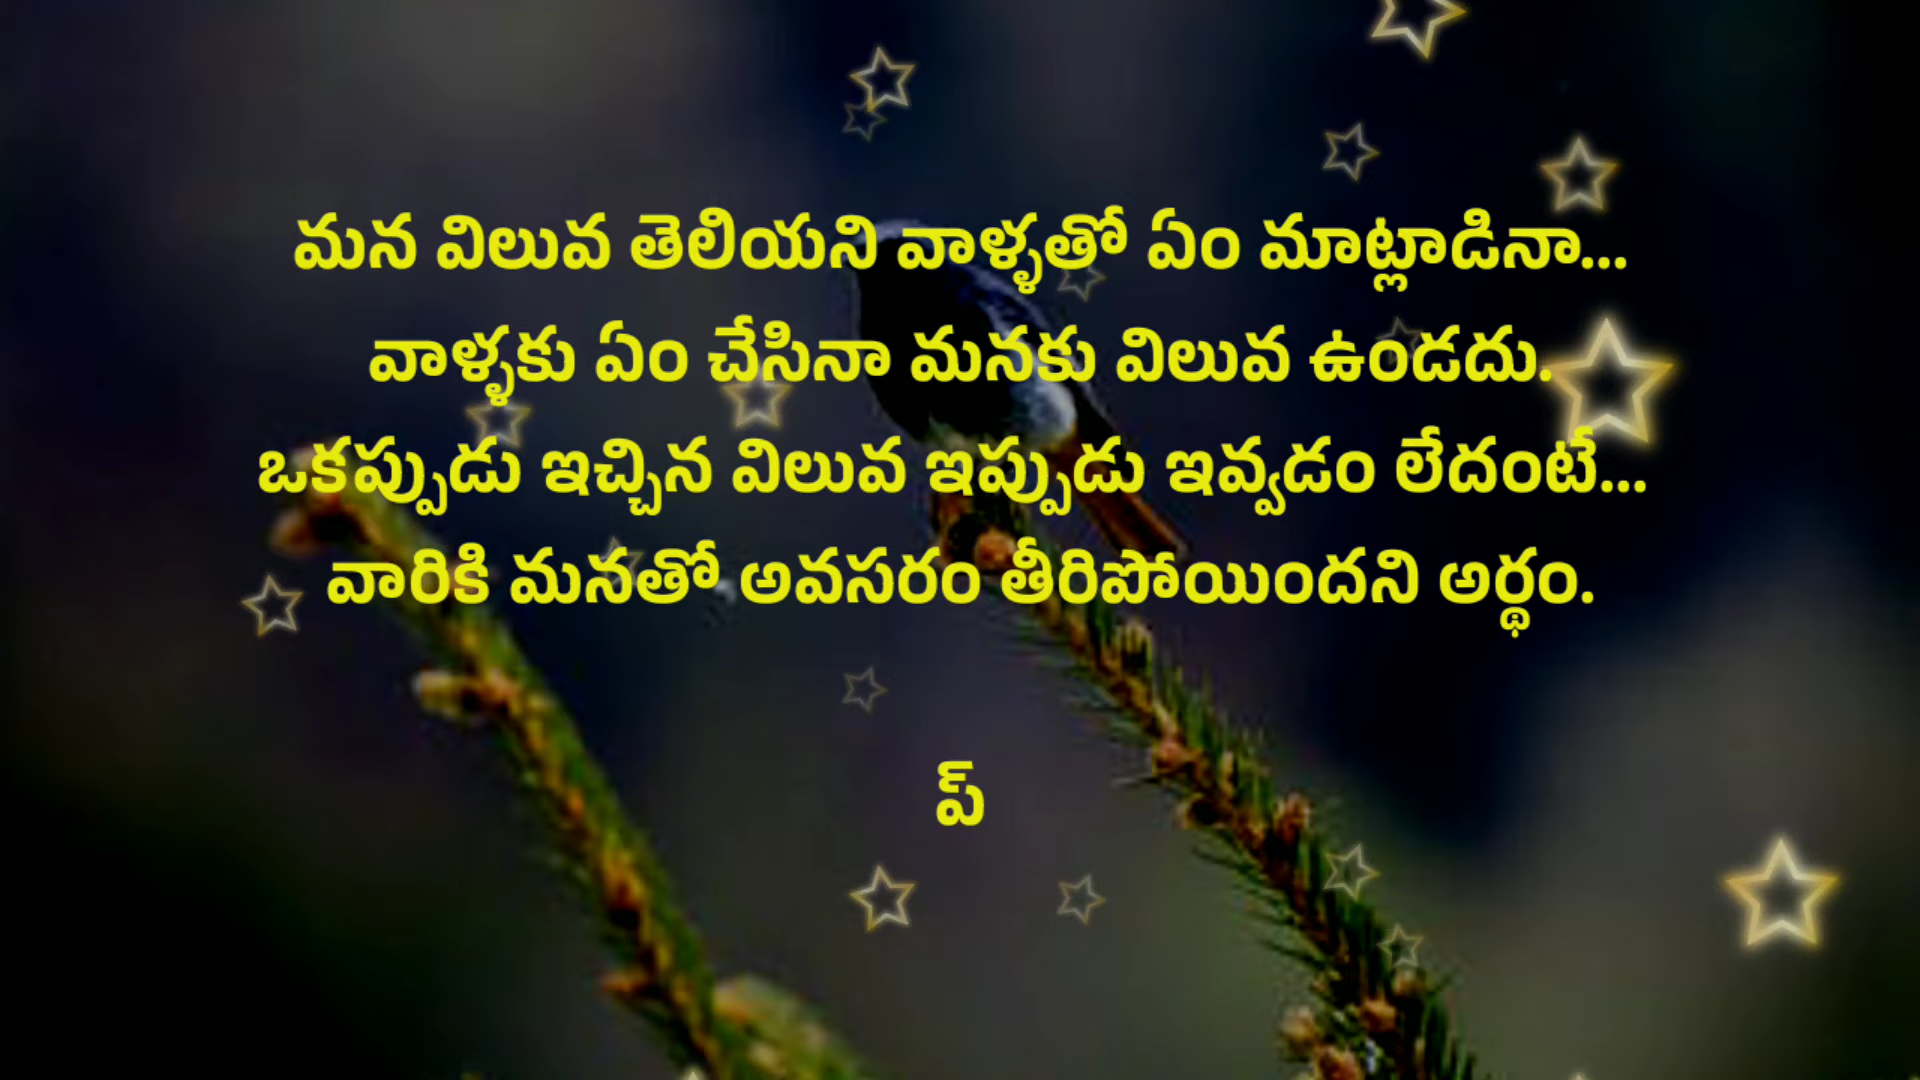 మన విలువ తెలియని వాళ్ళతో ఏం మాట్లాడినా...
వాళ్ళకు ఏం చేసినా మనకు విలువ ఉండదు.
ఒకప్పుడు ఇచ్చిన విలువ ఇప్పుడు ఇవ్వడం లేదంటే...
వారికి మనతో అవసరం తీరిపోయిందని అర్థం.
ప్